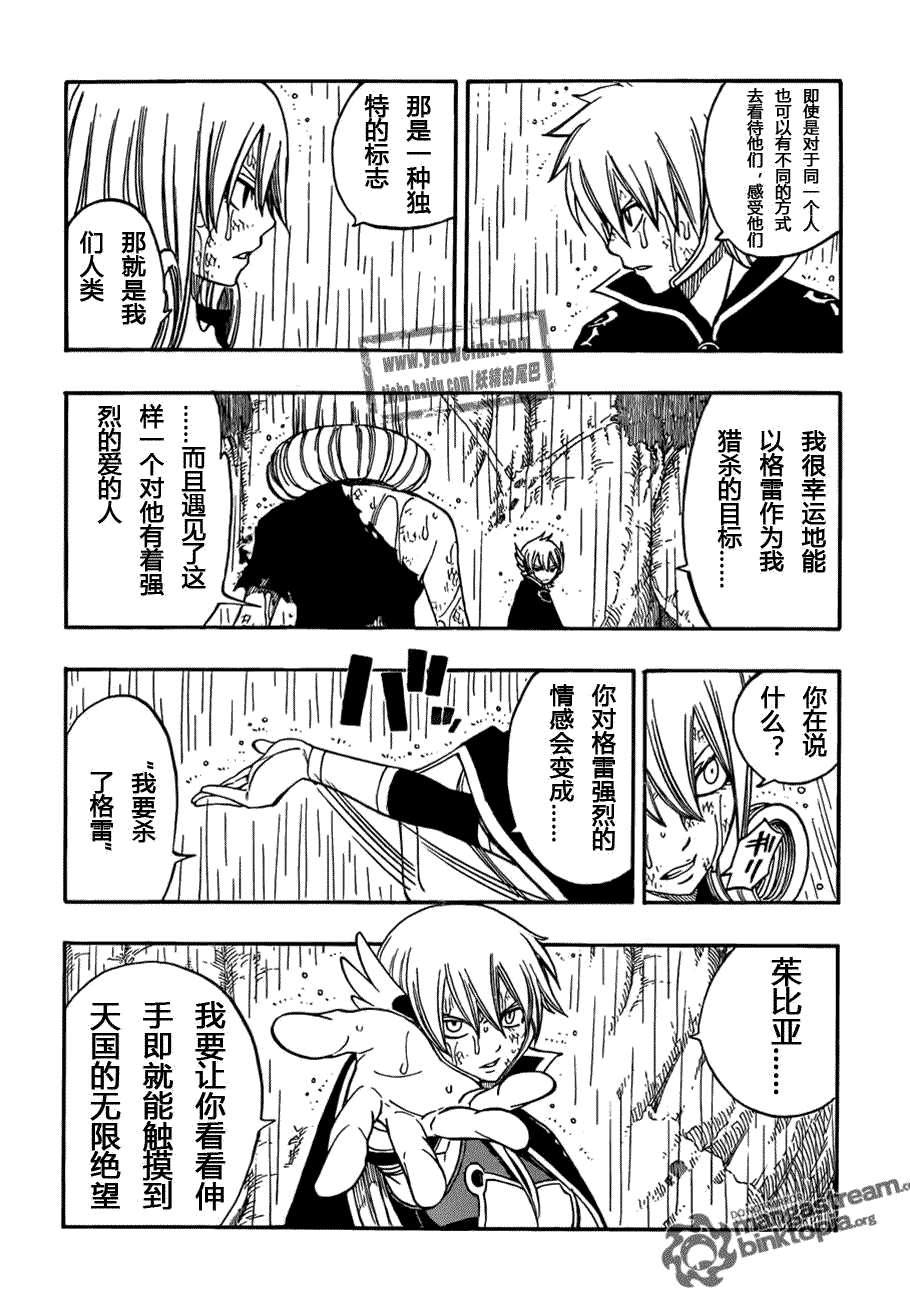 即使是对于同一个人
也可以有不同的方式
去看待他们，感受他们
那是一种独
特的标志
那就是我
们人类
www.yaoweimi.com
tieba.baidu.com/妖精的尾巴
我很幸运地能
以格雷作为我
猎杀的目标……
……而且遇见了这
样一个对他有着强
烈的爱的人
你在说
什么？
ギリ
你对格雷强烈的
情感会变成……
バッ
“我要杀
了格雷”
茱比亚……
我要让你看看伸
手即就能触摸到
天国的无限绝望
mangastream.com
binktopia.org